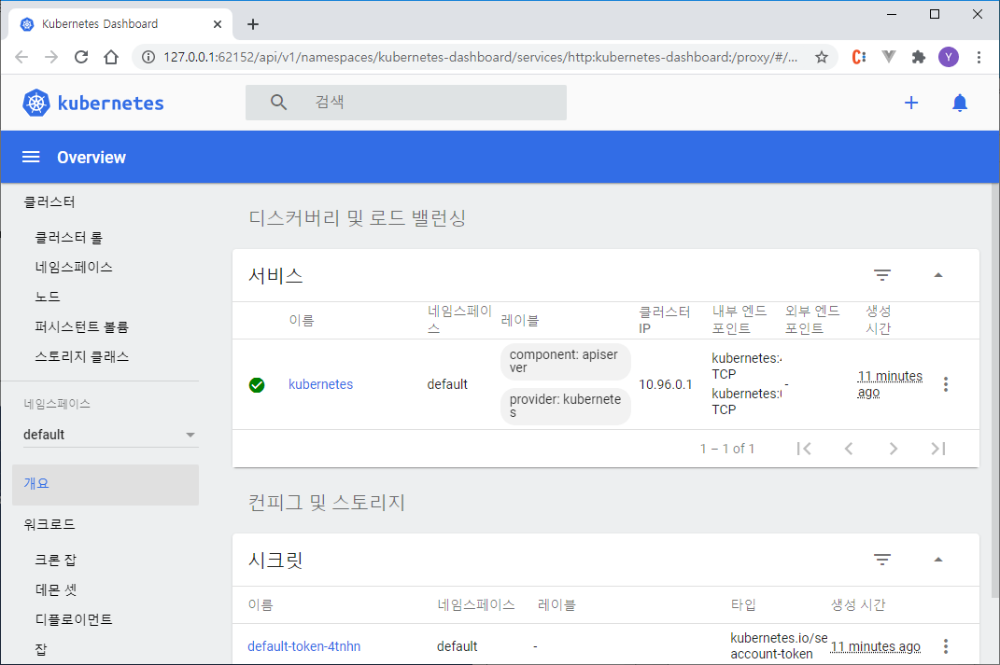 Kubernetes Dashboard
127.0.0.1:62152/api/v1/namespaces/kubernetes-dashboard/services/http:kubernetes-dashboard:/proxy/#/...
Y
kubernetes
검색
Overview
클러스터
클러스터 롤
네임스페이스
노드
퍼시스턴트 볼륨
스토리지 클래스
네임스페이스
default
개요
워크로드
크론 잡
데몬 셋
디플로이먼트
잡
디스커버리 및 로드 밸런싱
서비스
이름
네임스페이
스
레이블
클러스터
IP
내부 엔드
포인트
외부 엔드
포인트
생성
시간
kubernetes
default
component: apiser
ver
provider: kubernete
s
10.96.0.1
kubernetes:
TCP
kubernetes:
TCP
-
11 minutes
ago
1 – 1 of 1
컨피그 및 스토리지
시크릿
이름
네임스페이스
레이블
타입
생성 시간
default-token-4tnhn
default
-
kubernetes.io/se
account-token
11 minutes ago